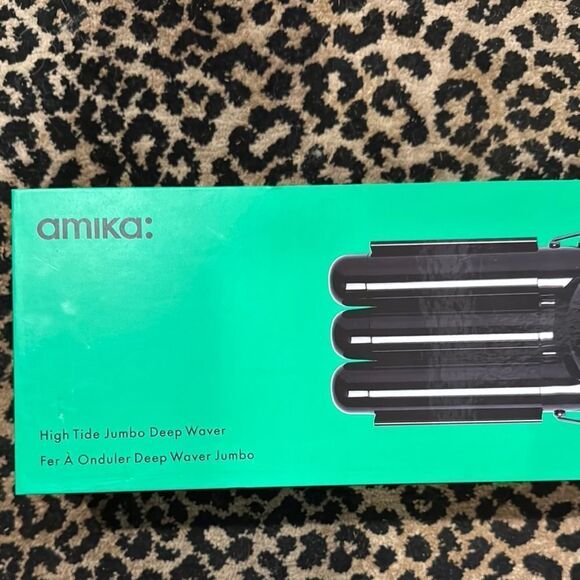 amika:
High Tide Jumbo Deep Waver
Fer À Onduler Deep Waver Jumbo